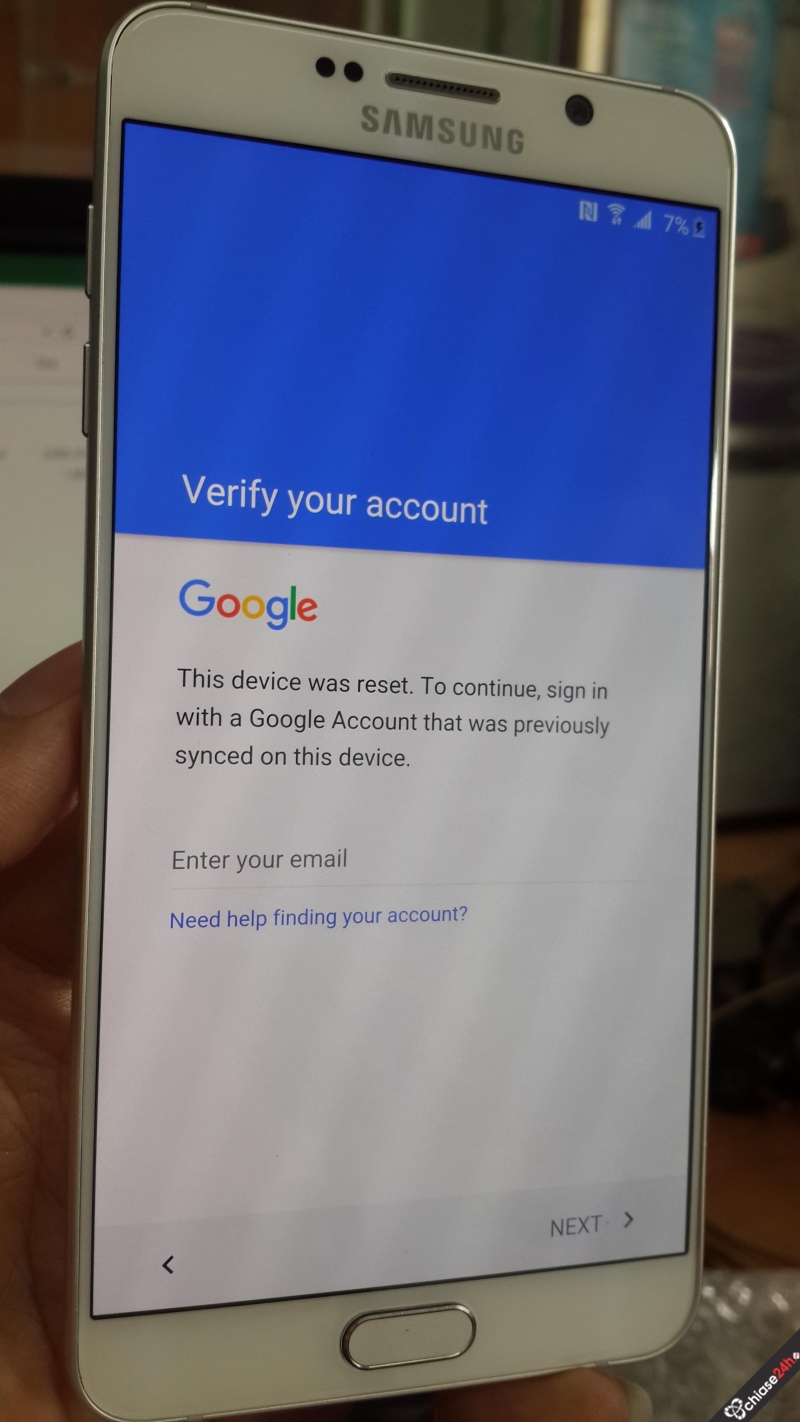 SAMSUNG
7%
Verify your account
Google
This device was reset. To continue, sign in
with a Google Account that was previously
synced on this device.
Enter your email
Need help finding your account?
NEXT
chiase24h